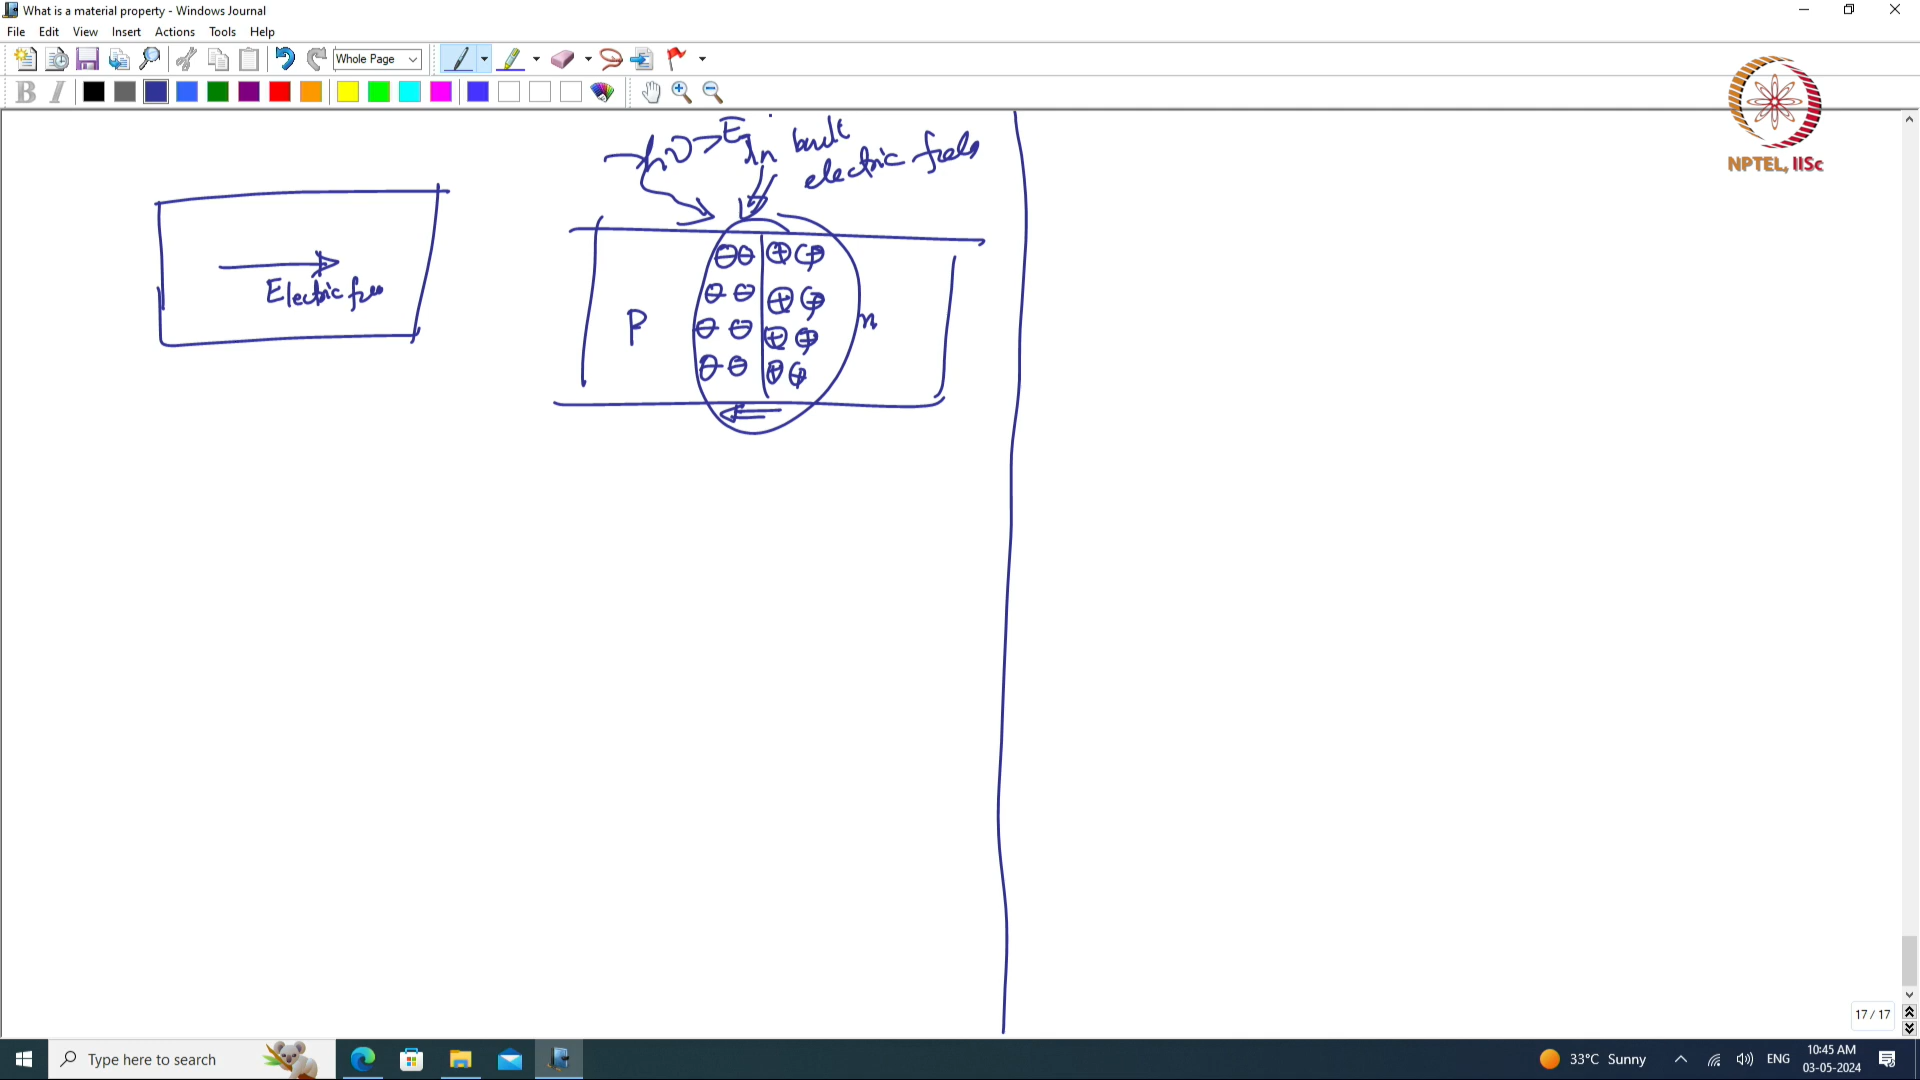 What is a material property - Windows Journal
File Edit View Insert Actions Tools Help
Whole Page
B I
NPTEL, IISc
→hν→E
In built
electric field
Electric field
P
n
17 / 17
Type here to search
33°C Sunny
ENG
10:45 AM
03-05-2024